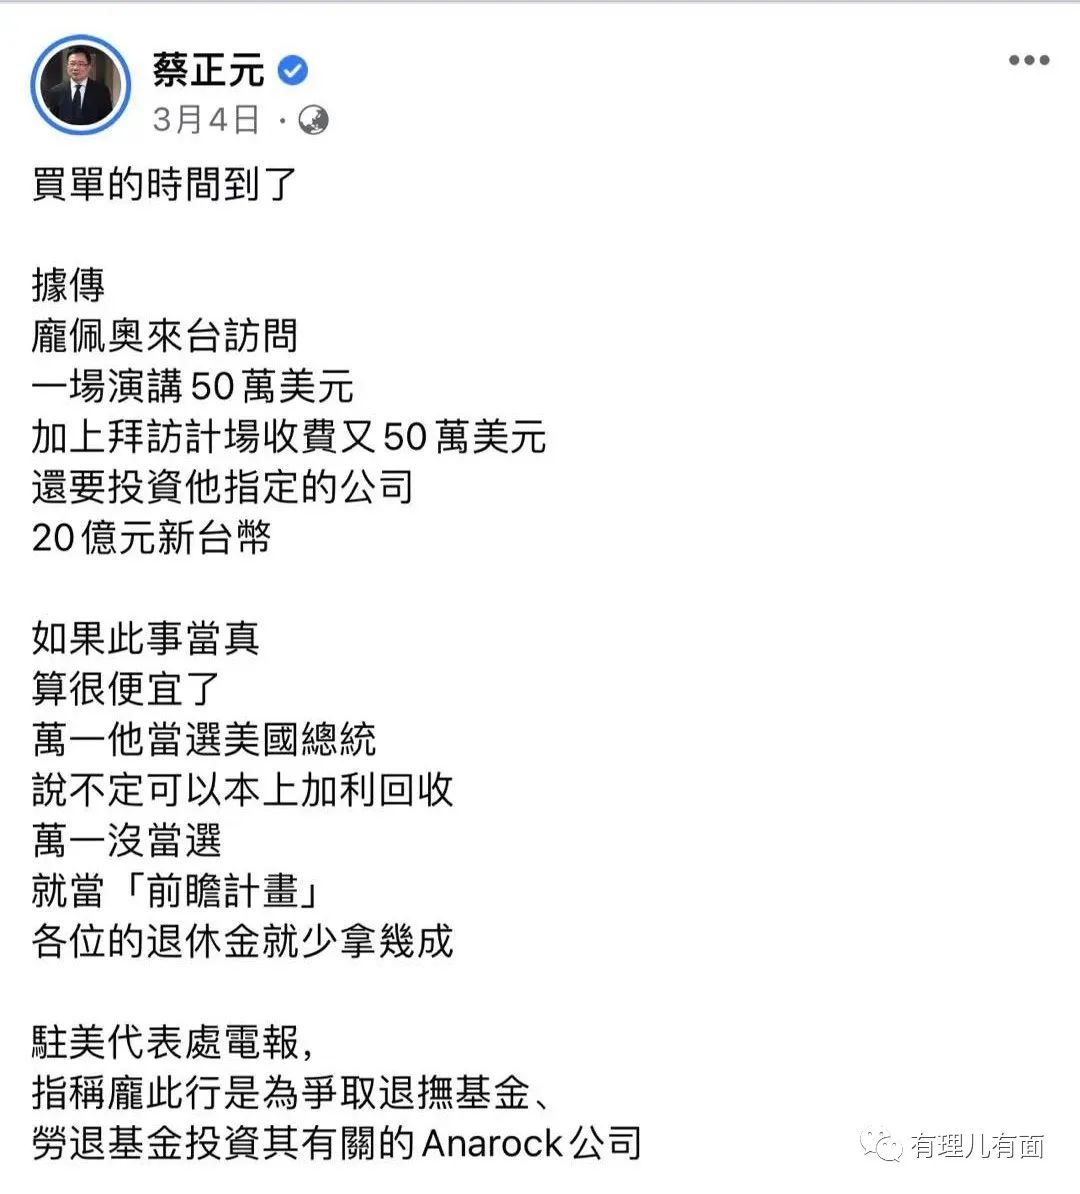 蔡正元
3月4日 ·
買單的時間到了
據傳
龐佩奧來台訪問
一場演講50萬美元
加上拜訪計場收費又50萬美元
還要投資他指定的公司
20億元新台幣
如果此事當真
算很便宜了
萬一他當選美國總統
說不定可以本上加利回收
萬一沒當選
就當「前瞻計畫」
各位的退休金就少拿幾成
駐美代表處電報,
指稱龐此行是為爭取退撫基金、
勞退基金投資其有關的Anarock公司
有理儿有面